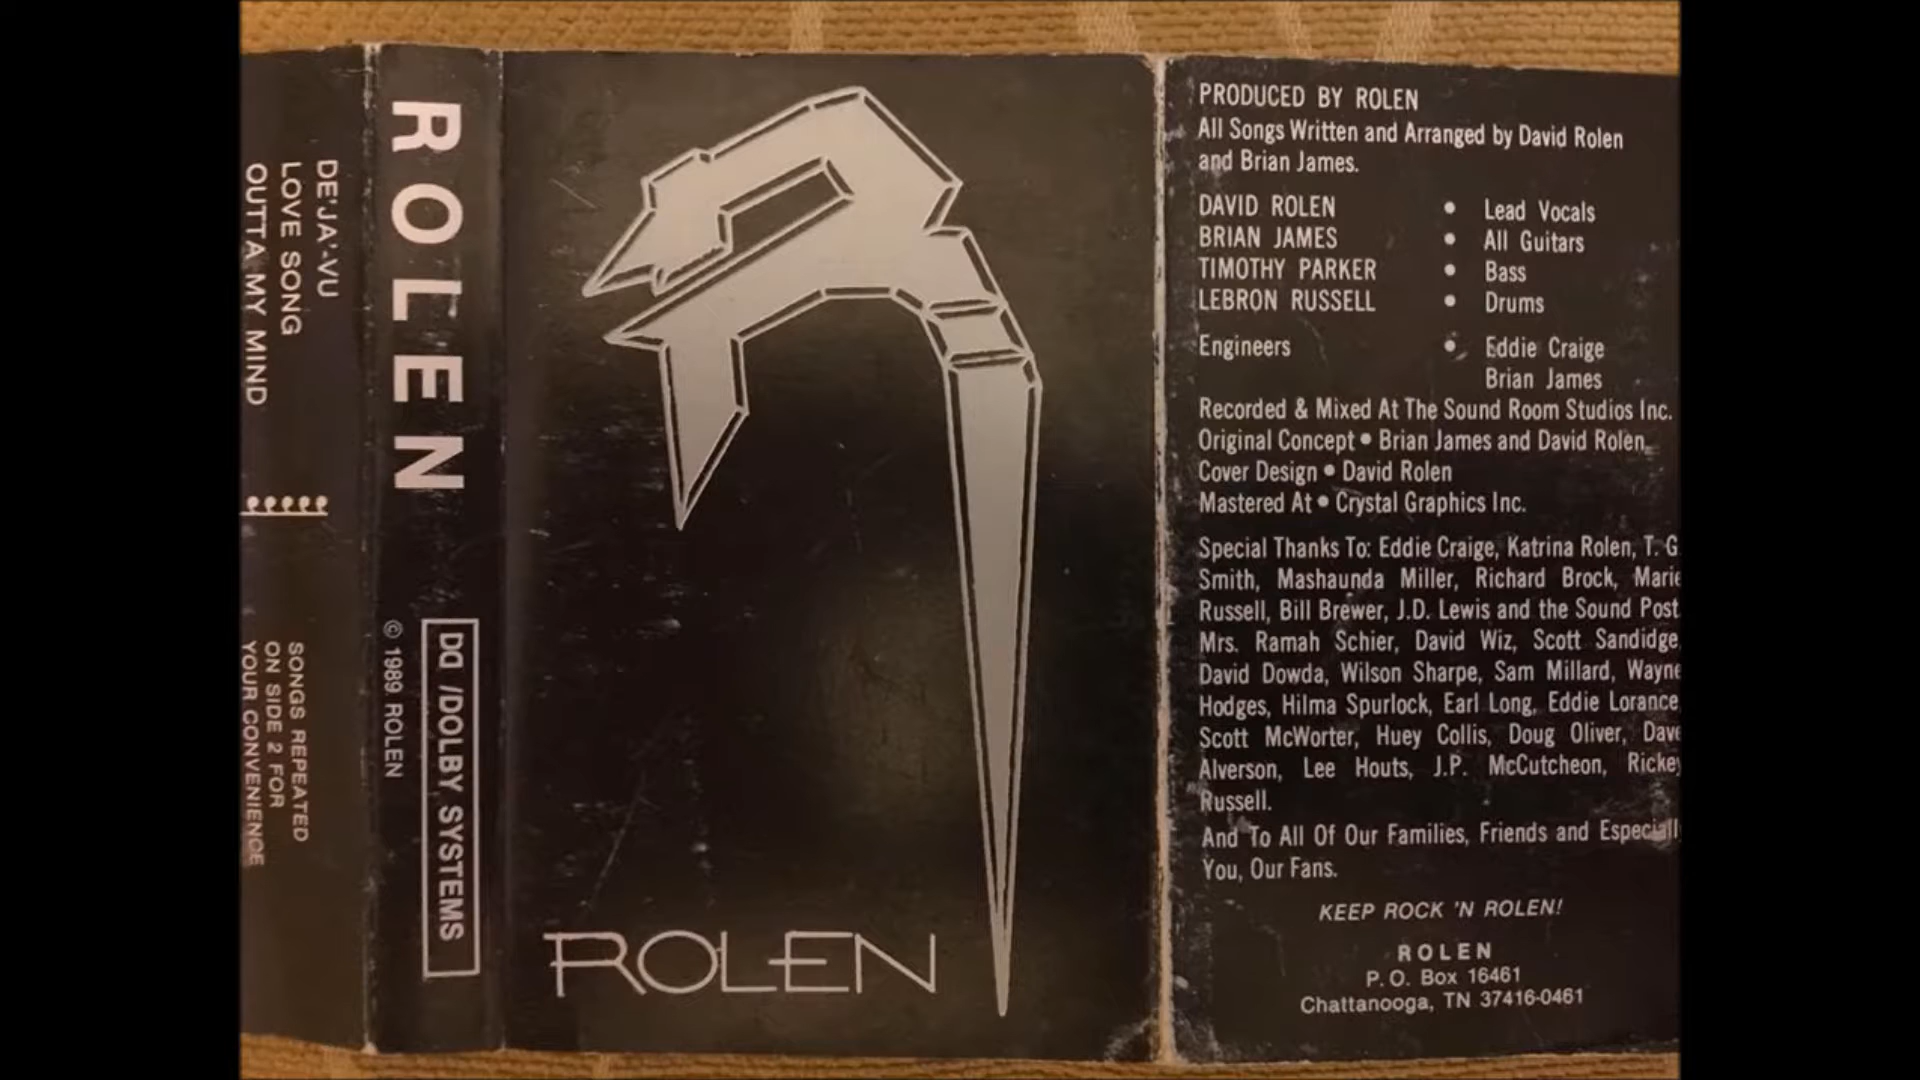 DE'JA'-VU
LOVE SONG
OUTTA MY MIND
SONGS REPEATED
ON SIDE 2 FOR
YOUR CONVENIENCE
ROLEN
© 1989 ROLEN
DOLBY SYSTEMS
ROLEN
PRODUCED BY ROLEN
All Songs Written and Arranged by David Rolen
and Brian James.
DAVID ROLEN • Lead Vocals
BRIAN JAMES • All Guitars
TIMOTHY PARKER • Bass
LEBRON RUSSELL • Drums
Engineers • Eddie Craige
Brian James
Recorded & Mixed At The Sound Room Studios Inc.
Original Concept • Brian James and David Rolen
Cover Design • David Rolen
Mastered At • Crystal Graphics Inc.
Special Thanks To: Eddie Craige, Katrina Rolen, T. G.
Smith, Mashaunda Miller, Richard Brock, Marie
Russell, Bill Brewer, J.D. Lewis and the Sound Post
Mrs. Ramah Schier, David Wiz, Scott Sandidge,
David Dowda, Wilson Sharpe, Sam Millard, Wayne
Hodges, Hilma Spurlock, Earl Long, Eddie Lorance
Scott McWorter, Huey Collis, Doug Oliver, Dave
Alverson, Lee Houts, J.P. McCutcheon, Rickey
Russell.
And To All Of Our Families, Friends and Especiall
You, Our Fans.
KEEP ROCK 'N ROLEN!
ROLEN
P.O. Box 16461
Chattanooga, TN 37416-0461